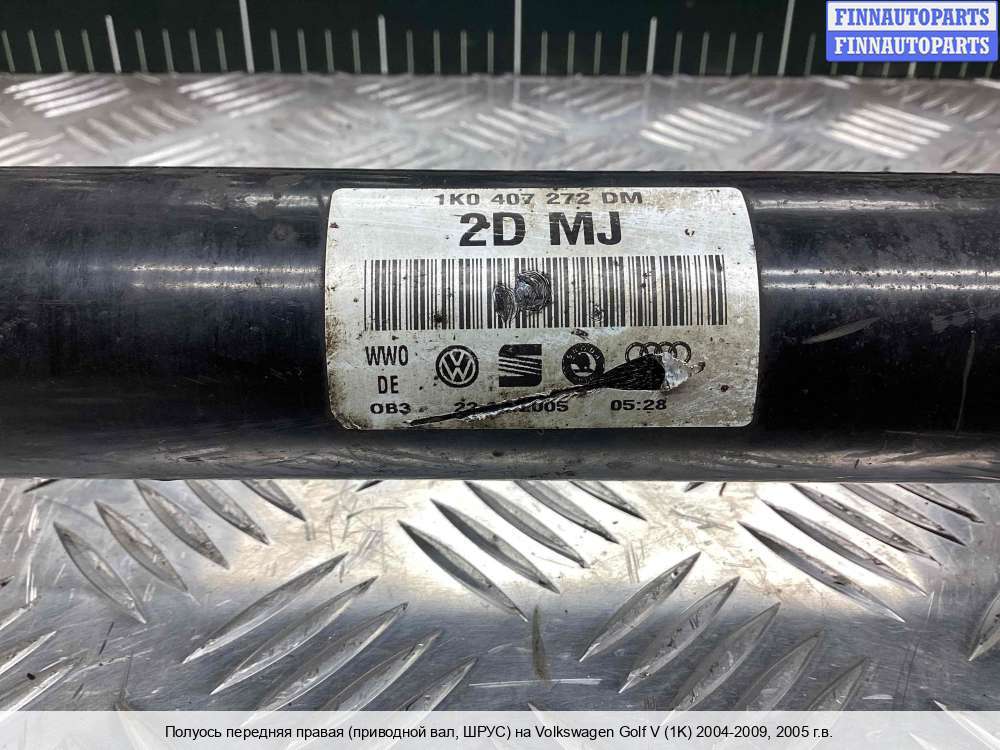 FINNAUTOPARTS
FINNAUTOPARTS
1K0 407 272 DM
2D MJ
WWO
DE
SKODA
OB3 2005 05:28
Полуось передняя правая (приводной вал, ШРУС) на Volkswagen Golf V (1K) 2004-2009, 2005 г.в.